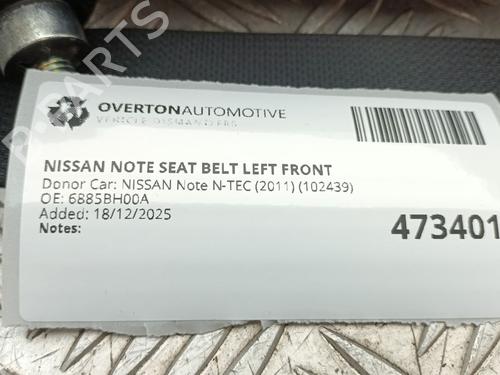 OVERTONAUTOMOTIVE
VEHICLE DISMANTLERS
NISSAN NOTE SEAT BELT LEFT FRONT
Donor Car: NISSAN Note N-TEC (2011) (102439)
OE: 6885BH00A
Added: 18/12/2025
Notes:
473401